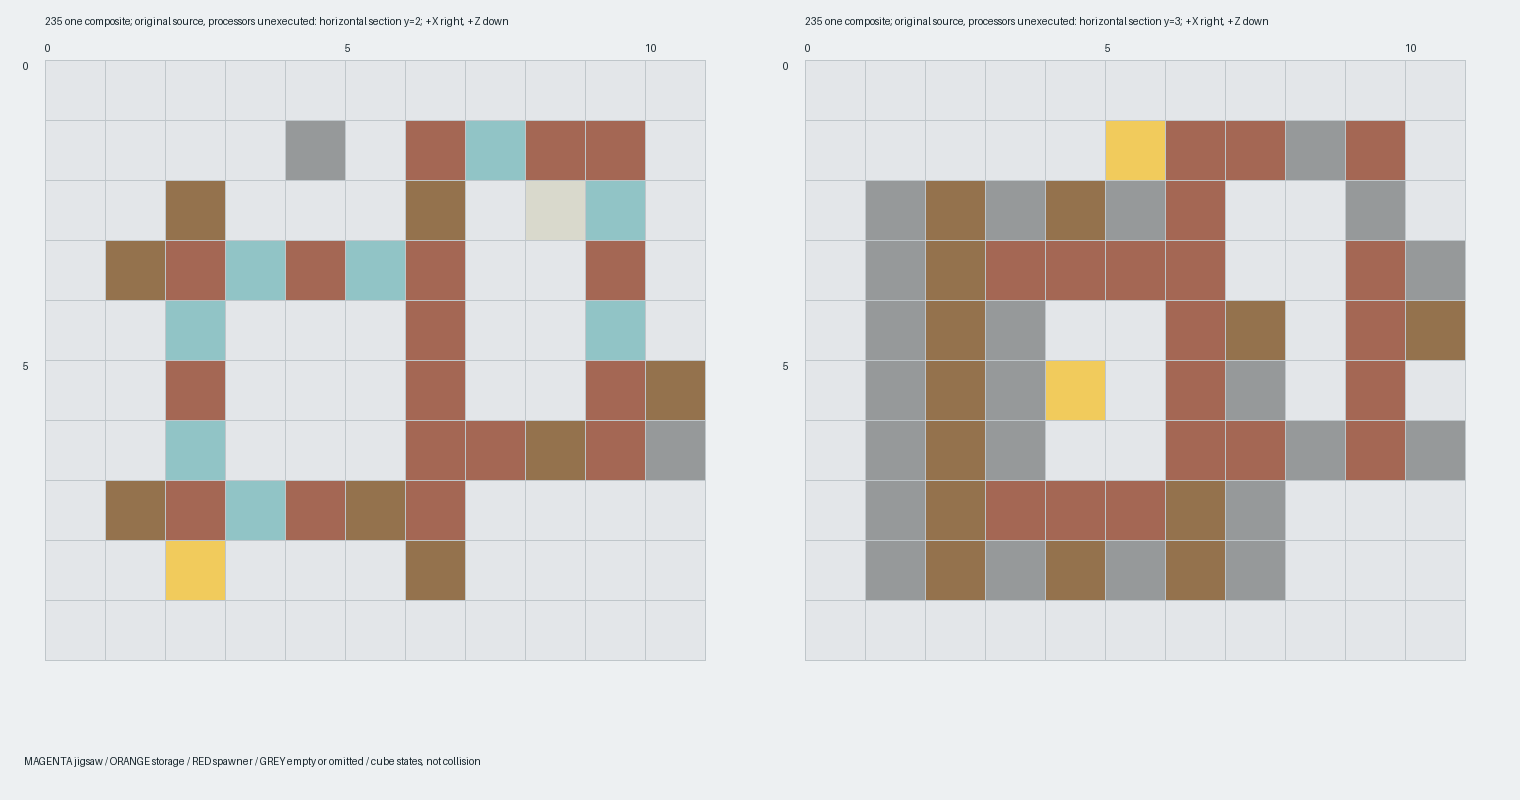 235 one composite; original source, processors unexecuted: horizontal section y=2; +X right, +Z down
0 5 10
0
5
235 one composite; original source, processors unexecuted: horizontal section y=3; +X right, +Z down
0 5 10
0
5
MAGENTA jigsaw / ORANGE storage / RED spawner / GREY empty or omitted / cube states, not collision